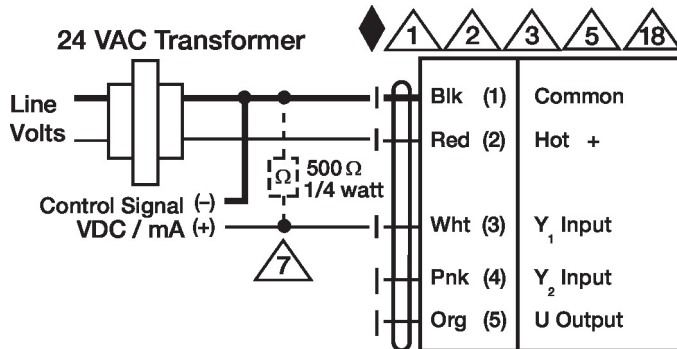 24 VAC Transformer
1 2 3 5 18
Line
Volts
Blk (1) Common
Red (2) Hot +
Ω 500 Ω
1/4 watt
Control Signal (–)
VDC / mA (+)
Wht (3) Y1 Input
7
Pnk (4) Y2 Input
Org (5) U Output